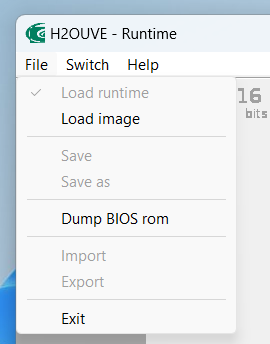 H2OUVE - Runtime
File Switch Help
Load runtime
16
Load image
bits
Save
Save as
Dump BIOS rom
Import
Export
Exit